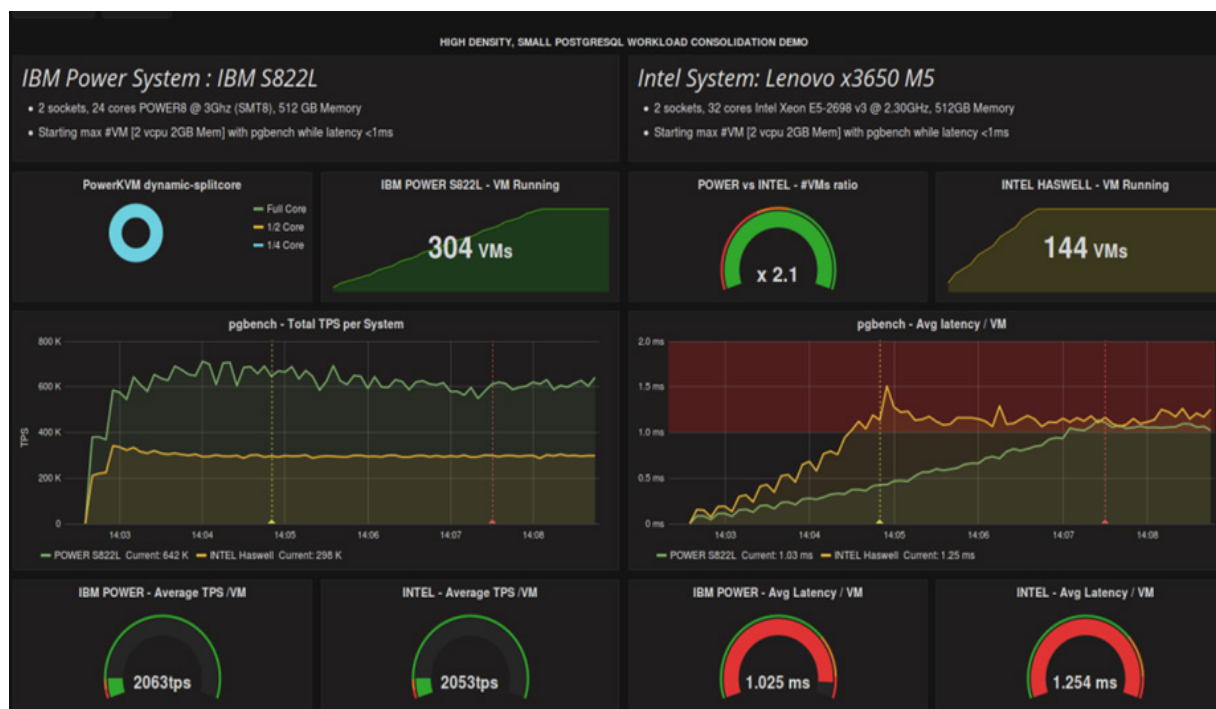 HIGH DENSITY, SMALL POSTGRESQL WORKLOAD CONSOLIDATION DEMO
IBM Power System : IBM S822L
• 2 sockets, 24 cores POWER8 @ 3Ghz (SMT8), 512 GB Memory
• Starting max #VM [2 vcpu 2GB Mem] with pgbench while latency <1ms
Intel System: Lenovo x3650 M5
• 2 sockets, 32 cores Intel Xeon E5-2698 v3 @ 2.30GHz, 512GB Memory
• Starting max #VM [2 vcpu 2GB Mem] with pgbench while latency <1ms
PowerKVM dynamic-splitcore
Full Core
1/2 Core
1/4 Core
IBM POWER S822L - VM Running
304 VMs
POWER vs INTEL - #VMs ratio
x 2.1
INTEL HASWELL - VM Running
144 VMs
pgbench - Total TPS per System
800 K
600 K
400 K
200 K
0
TPS
14:03 14:04 14:05 14:06 14:07 14:08
POWER S822L Current: 642 K INTEL Haswell Current: 298 K
pgbench - Avg latency / VM
2.0 ms
1.5 ms
1.0 ms
0.5 ms
0 ms
14:03 14:04 14:05 14:06 14:07 14:08
POWER S822L Current: 1.03 ms INTEL Haswell Current: 1.25 ms
IBM POWER - Average TPS /VM
2063tps
INTEL - Average TPS /VM
2053tps
IBM POWER - Avg Latency / VM
1.025 ms
INTEL - Avg Latency / VM
1.254 ms